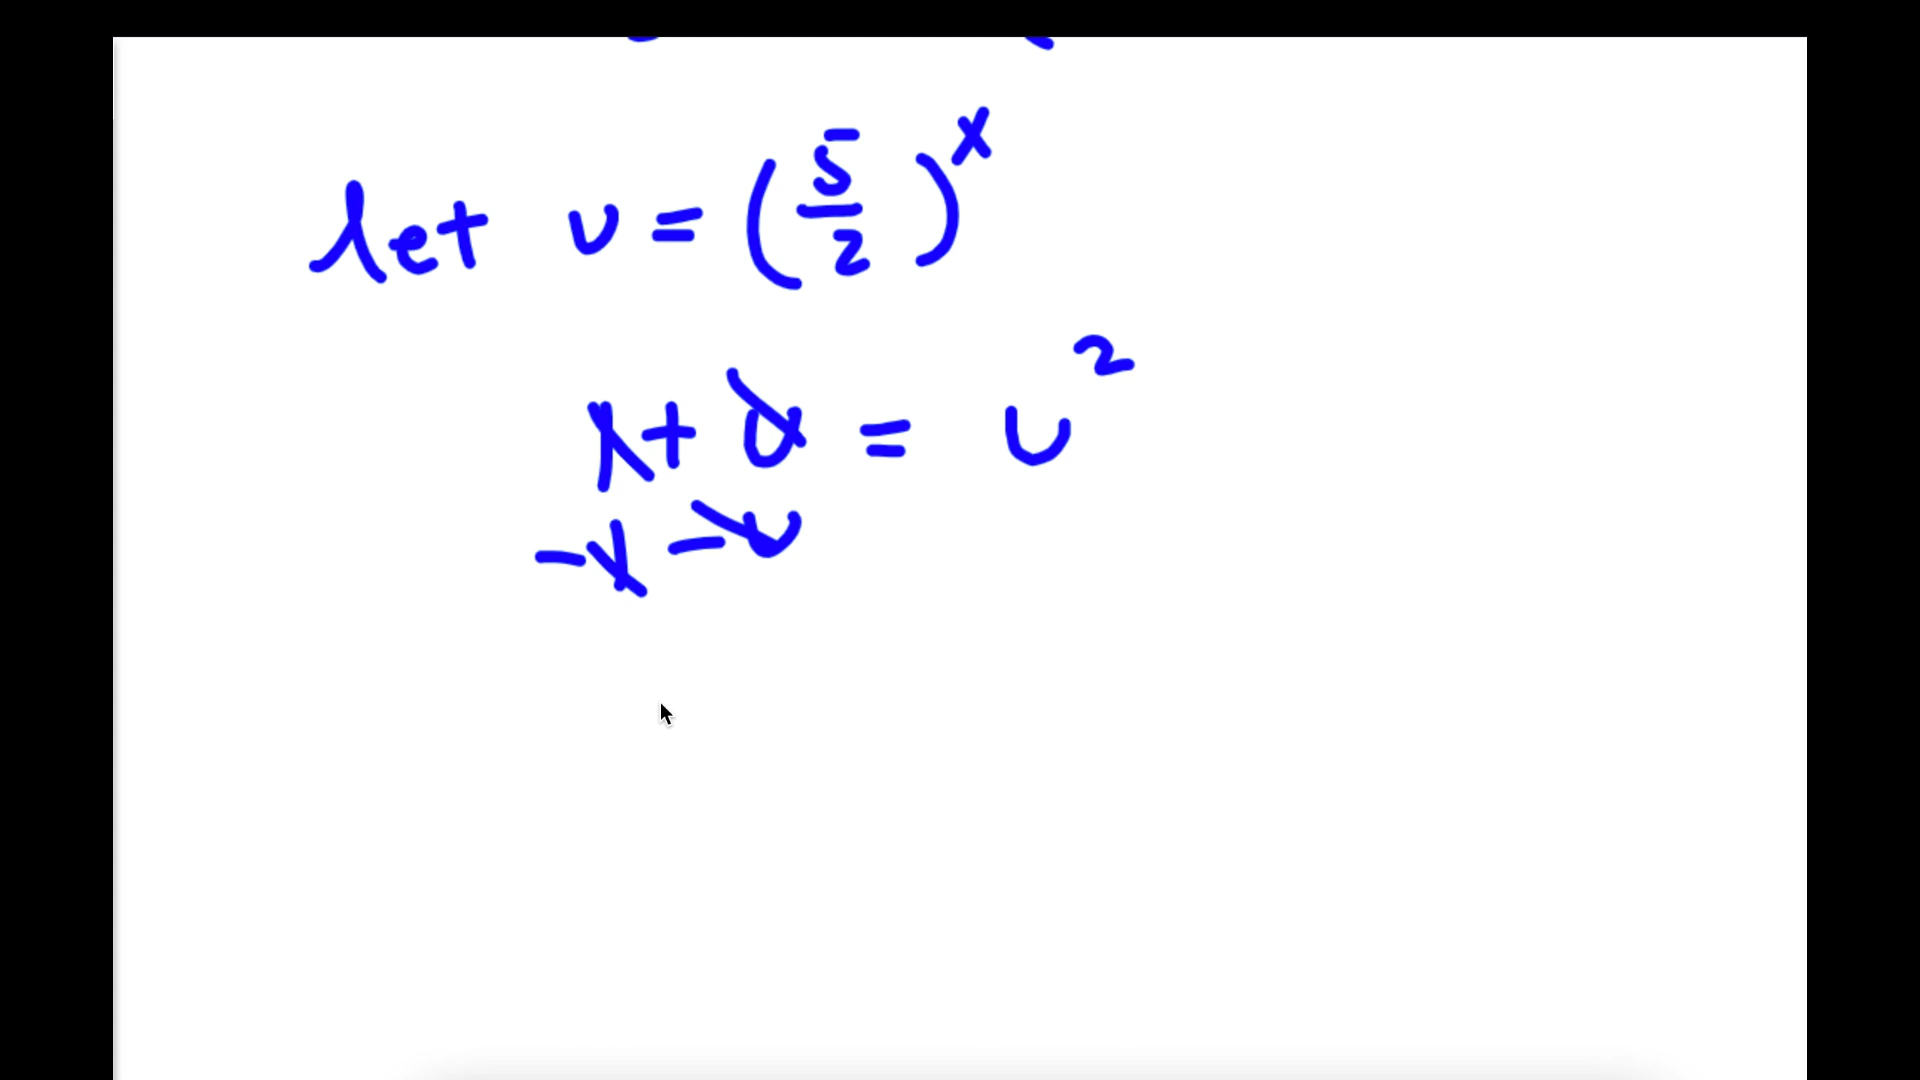 let u = (5/2)^x
1 + u = u^2
-1 - u